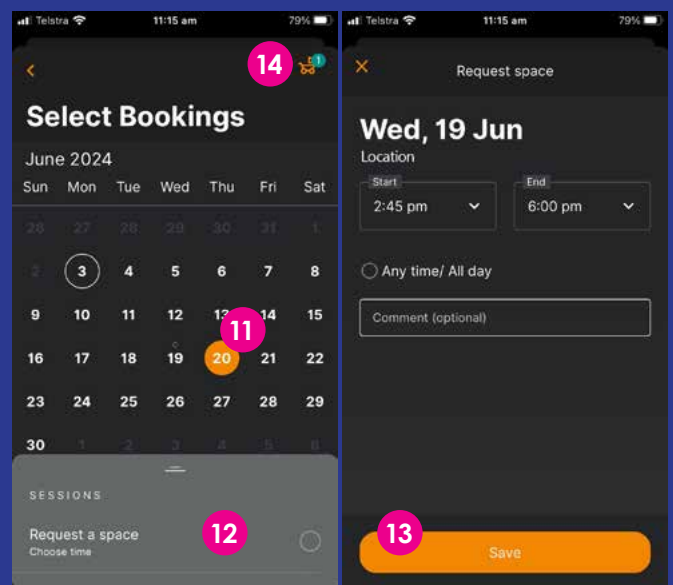 Telstra 11:15 am 79%
14 1
Select Bookings
June 2024
Sun Mon Tue Wed Thu Fri Sat
26 27 28 29 30 31 1
2 3 4 5 6 7 8
9 10 11 12 13 14 15
11
16 17 18 19 20 21 22
23 24 25 26 27 28 29
30 1 2 3 4 5 6
SESSIONS
Request a space
Choose time
12
Telstra 11:15 am 79%
Request space
Wed, 19 Jun
Location
Start End
2:45 pm 6:00 pm
Any time/ All day
Comment (optional)
13
Save